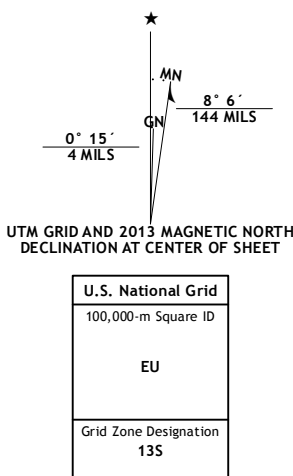 ★
MN
GN
8° 6´
144 MILS
0° 15´
4 MILS
UTM GRID AND 2013 MAGNETIC NORTH
DECLINATION AT CENTER OF SHEET
U.S. National Grid
100,000-m Square ID
EU
Grid Zone Designation
13S